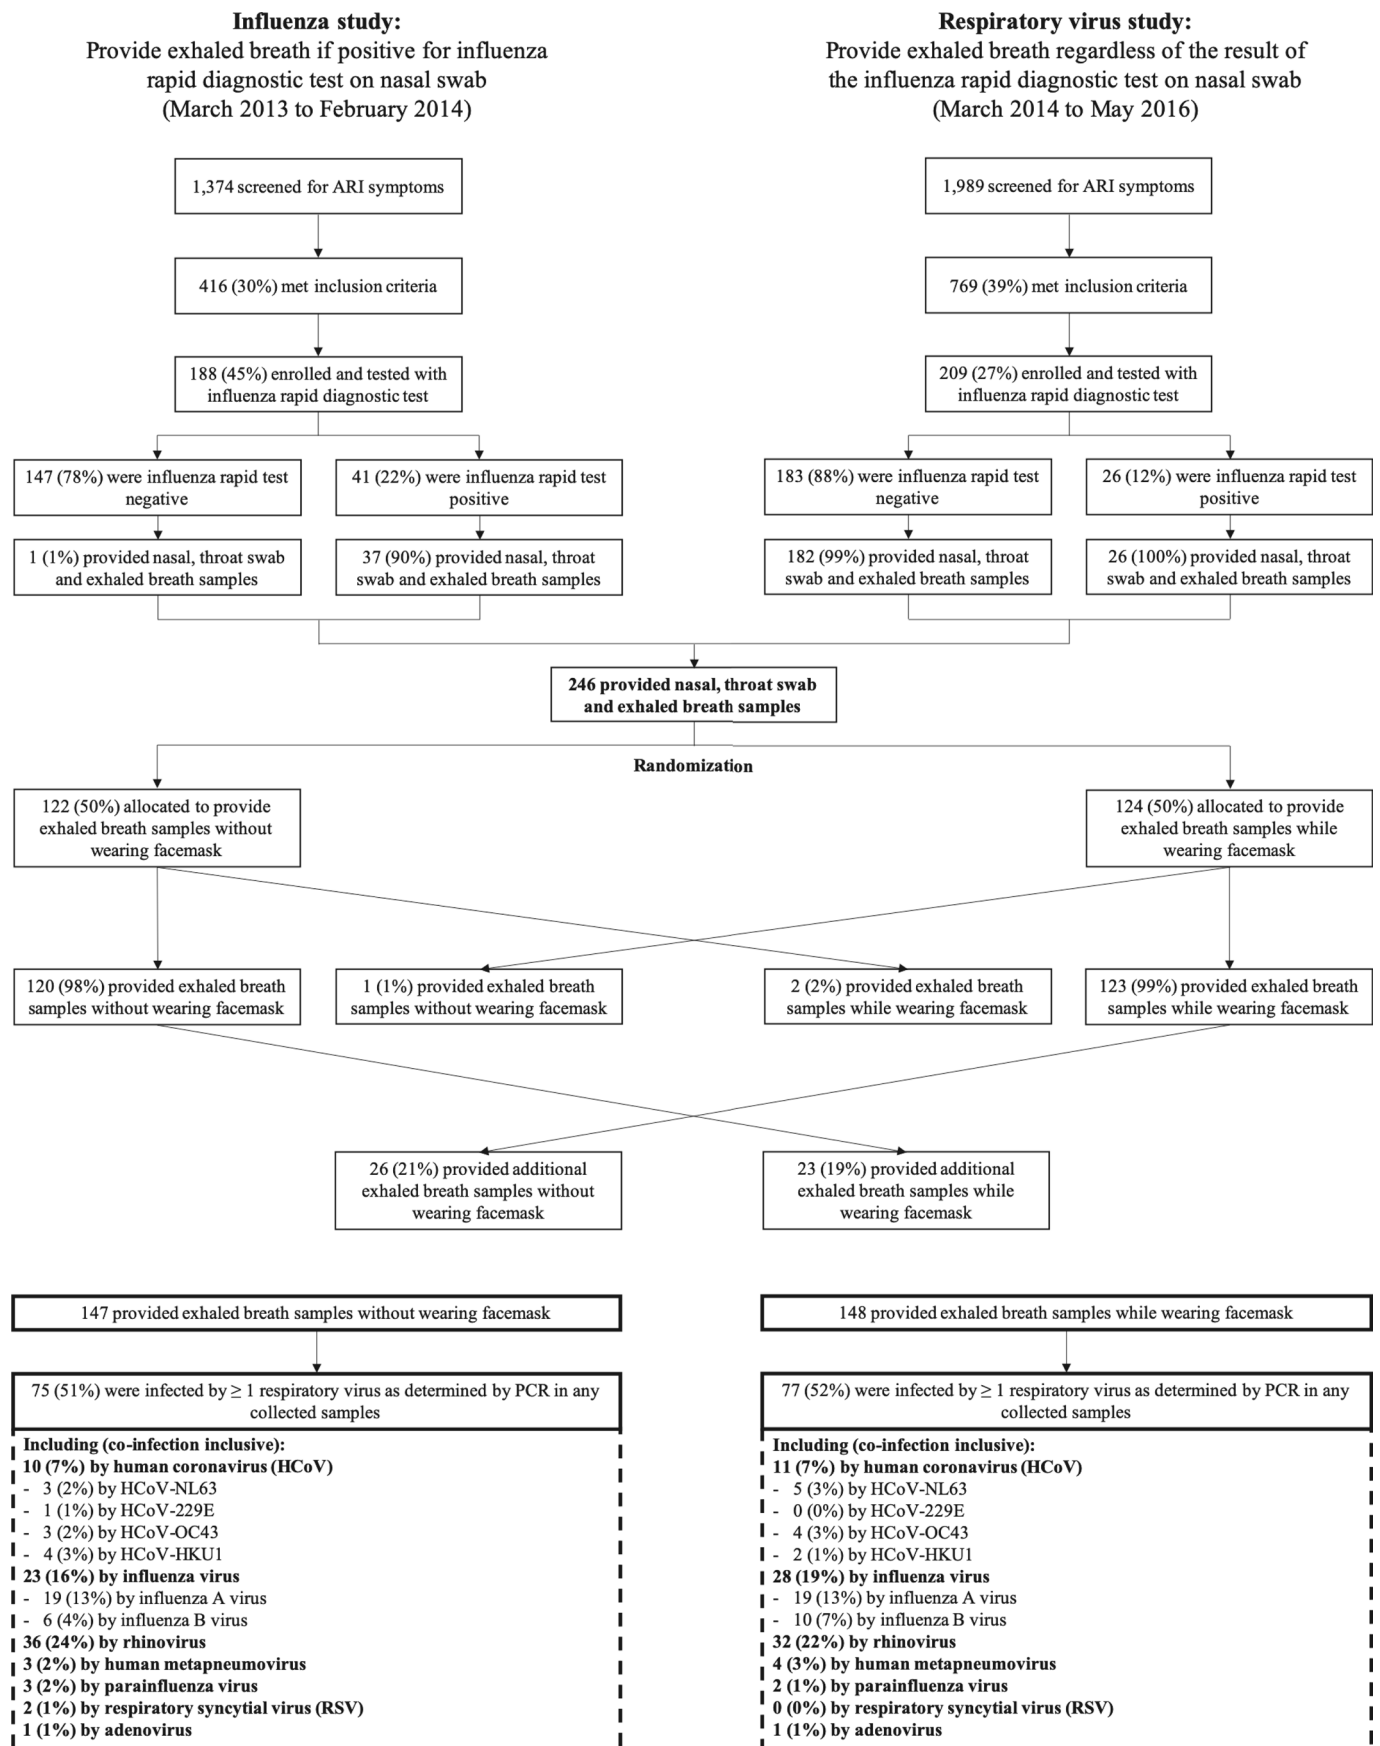 Influenza study:
Provide exhaled breath if positive for influenza
rapid diagnostic test on nasal swab
(March 2013 to February 2014)
Respiratory virus study:
Provide exhaled breath regardless of the result of
the influenza rapid diagnostic test on nasal swab
(March 2014 to May 2016)
1,374 screened for ARI symptoms
1,989 screened for ARI symptoms
416 (30%) met inclusion criteria
769 (39%) met inclusion criteria
188 (45%) enrolled and tested with
influenza rapid diagnostic test
209 (27%) enrolled and tested with
influenza rapid diagnostic test
147 (78%) were influenza rapid test
negative
41 (22%) were influenza rapid test
positive
183 (88%) were influenza rapid test
negative
26 (12%) were influenza rapid test
positive
1 (1%) provided nasal, throat swab
and exhaled breath samples
37 (90%) provided nasal, throat
swab and exhaled breath samples
182 (99%) provided nasal, throat
swab and exhaled breath samples
26 (100%) provided nasal, throat
swab and exhaled breath samples
246 provided nasal, throat swab
and exhaled breath samples
Randomization
122 (50%) allocated to provide
exhaled breath samples without
wearing facemask
124 (50%) allocated to provide
exhaled breath samples while
wearing facemask
120 (98%) provided exhaled breath
samples without wearing facemask
1 (1%) provided exhaled breath
samples without wearing facemask
2 (2%) provided exhaled breath
samples while wearing facemask
123 (99%) provided exhaled breath
samples while wearing facemask
26 (21%) provided additional
exhaled breath samples without
wearing facemask
23 (19%) provided additional
exhaled breath samples while
wearing facemask
147 provided exhaled breath samples without wearing facemask
75 (51%) were infected by ≥ 1 respiratory virus as determined by PCR in any
collected samples
Including (co-infection inclusive):
10 (7%) by human coronavirus (HCoV)
- 3 (2%) by HCoV-NL63
- 1 (1%) by HCoV-229E
- 3 (2%) by HCoV-OC43
- 4 (3%) by HCoV-HKU1
23 (16%) by influenza virus
- 19 (13%) by influenza A virus
- 6 (4%) by influenza B virus
36 (24%) by rhinovirus
3 (2%) by human metapneumovirus
3 (2%) by parainfluenza virus
2 (1%) by respiratory syncytial virus (RSV)
1 (1%) by adenovirus
148 provided exhaled breath samples while wearing facemask
77 (52%) were infected by ≥ 1 respiratory virus as determined by PCR in any
collected samples
Including (co-infection inclusive):
11 (7%) by human coronavirus (HCoV)
- 5 (3%) by HCoV-NL63
- 0 (0%) by HCoV-229E
- 4 (3%) by HCoV-OC43
- 2 (1%) by HCoV-HKU1
28 (19%) by influenza virus
- 19 (13%) by influenza A virus
- 10 (7%) by influenza B virus
32 (22%) by rhinovirus
4 (3%) by human metapneumovirus
2 (1%) by parainfluenza virus
0 (0%) by respiratory syncytial virus (RSV)
1 (1%) by adenovirus